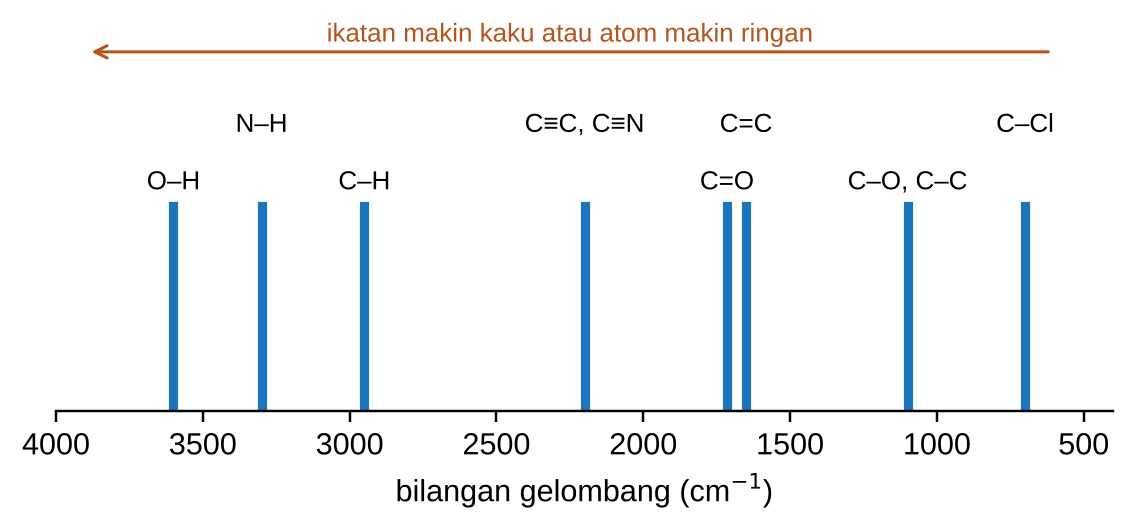 ikatan makin kaku atau atom makin ringan
N–H C≡C, C≡N C=C C–Cl
O–H C–H C=O C–O, C–C
4000 3500 3000 2500 2000 1500 1000 500
bilangan gelombang (cm⁻¹)